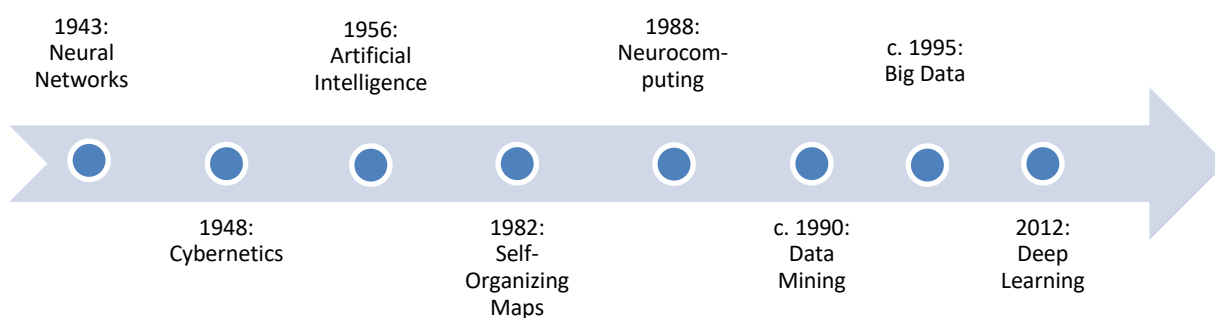 1943:
Neural
Networks
1948:
Cybernetics
1956:
Artificial
Intelligence
1982:
Self-
Organizing
Maps
1988:
Neurocom-
puting
c. 1990:
Data
Mining
c. 1995:
Big Data
2012:
Deep
Learning